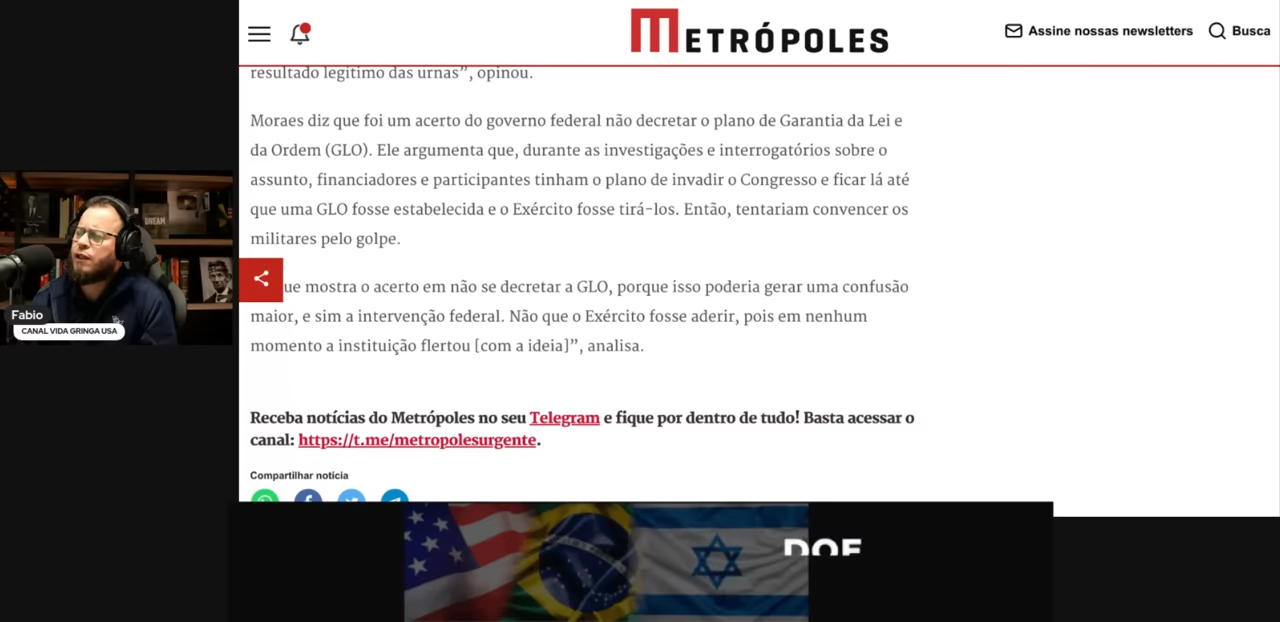 METRÓPOLES
Assine nossas newsletters
Busca
resultado legítimo das urnas”, opinou.
Moraes diz que foi um acerto do governo federal não decretar o plano de Garantia da Lei e
da Ordem (GLO). Ele argumenta que, durante as investigações e interrogatórios sobre o
assunto, financiadores e participantes tinham o plano de invadir o Congresso e ficar lá até
que uma GLO fosse estabelecida e o Exército fosse tirá-los. Então, tentariam convencer os
militares pelo golpe.
ue mostra o acerto em não se decretar a GLO, porque isso poderia gerar uma confusão
maior, e sim a intervenção federal. Não que o Exército fosse aderir, pois em nenhum
momento a instituição flertou [com a ideia]”, analisa.
Receba notícias do Metrópoles no seu Telegram e fique por dentro de tudo! Basta acessar o
canal: https://t.me/metropolesurgente.
Compartilhar notícia
DREAM
Fabio
CANAL VIDA GRINGA USA
DOE